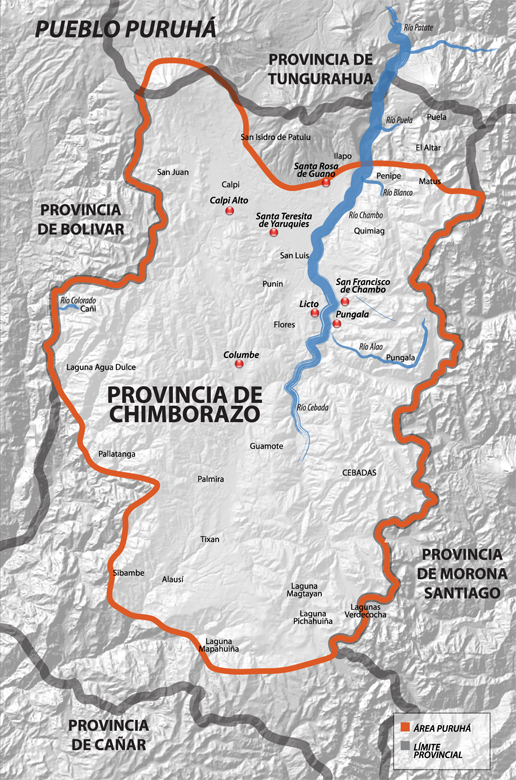 PUEBLO PURUHÁ
Río Patate
PROVINCIA DE
TUNGURAHUA
Río Puela
Puela
San Isidro de Patulu
El Altar
Ilapo
Santa Rosa
de Guano
San Juan
Penipe
Matus
Calpi
Río Blanco
Calpi Alto
PROVINCIA
DE BOLIVAR
Santa Teresita
de Yaruquies
Río Chambo
Quimiag
San Luis
Punin
San Francisco
de Chambo
Río Colorado
Cañi
Licto
Pungala
Flores
Río Alao
Pungala
Columbe
Laguna Agua Dulce
PROVINCIA DE
CHIMBORAZO
Río Cebada
Guamote
Pallatanga
CEBADAS
Palmira
Tixan
PROVINCIA
DE MORONA
SANTIAGO
Sibambe
Alausí
Laguna
Magtayan
Lagunas
Verdecocha
Laguna
Pichahuiña
Laguna
Mapahuiña
PROVINCIA
DE CAÑAR
ÁREA PURUHÁ
LÍMITE
PROVINCIAL